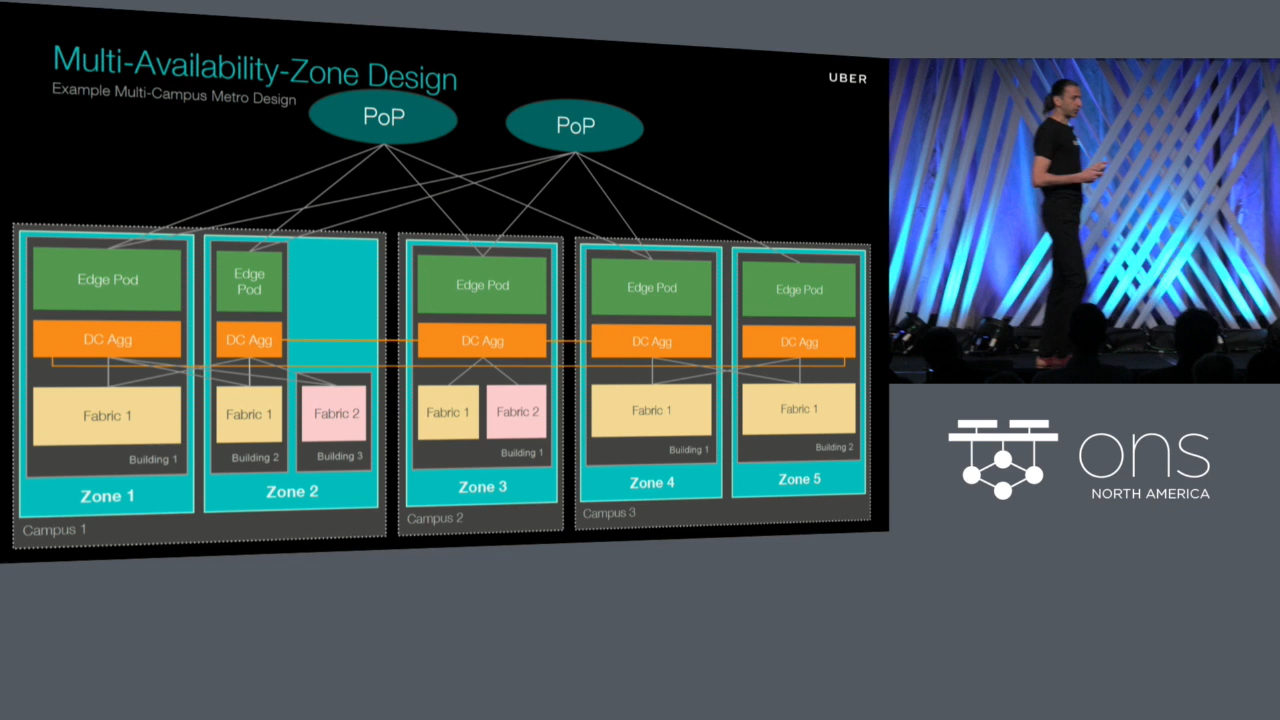 Multi-Availability-Zone Design
Example Multi-Campus Metro Design
UBER
PoP
PoP
Edge Pod
DC Agg
Fabric 1
Building 1
Zone 1
Edge
Pod
DC Agg
Fabric 1
Building 2
Fabric 2
Building 3
Zone 2
Campus 1
Edge Pod
DC Agg
Fabric 1
Fabric 2
Building 1
Zone 3
Campus 2
Edge Pod
DC Agg
Fabric 1
Building 1
Zone 4
Edge Pod
DC Agg
Fabric 1
Building 2
Zone 5
Campus 3
ons
NORTH AMERICA